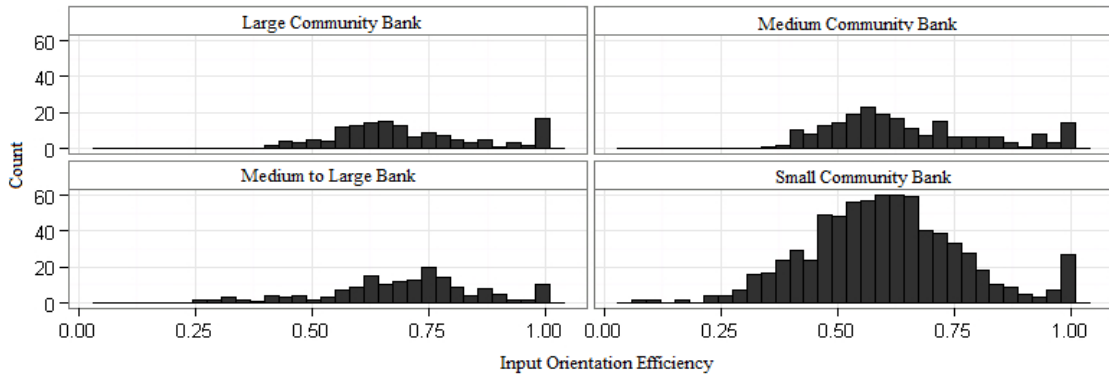 Large Community Bank
Medium Community Bank
60
40
20
0
Medium to Large Bank
Small Community Bank
60
40
20
0
Count
0.00 0.25 0.50 0.75 1.00
0.00 0.25 0.50 0.75 1.00
Input Orientation Efficiency